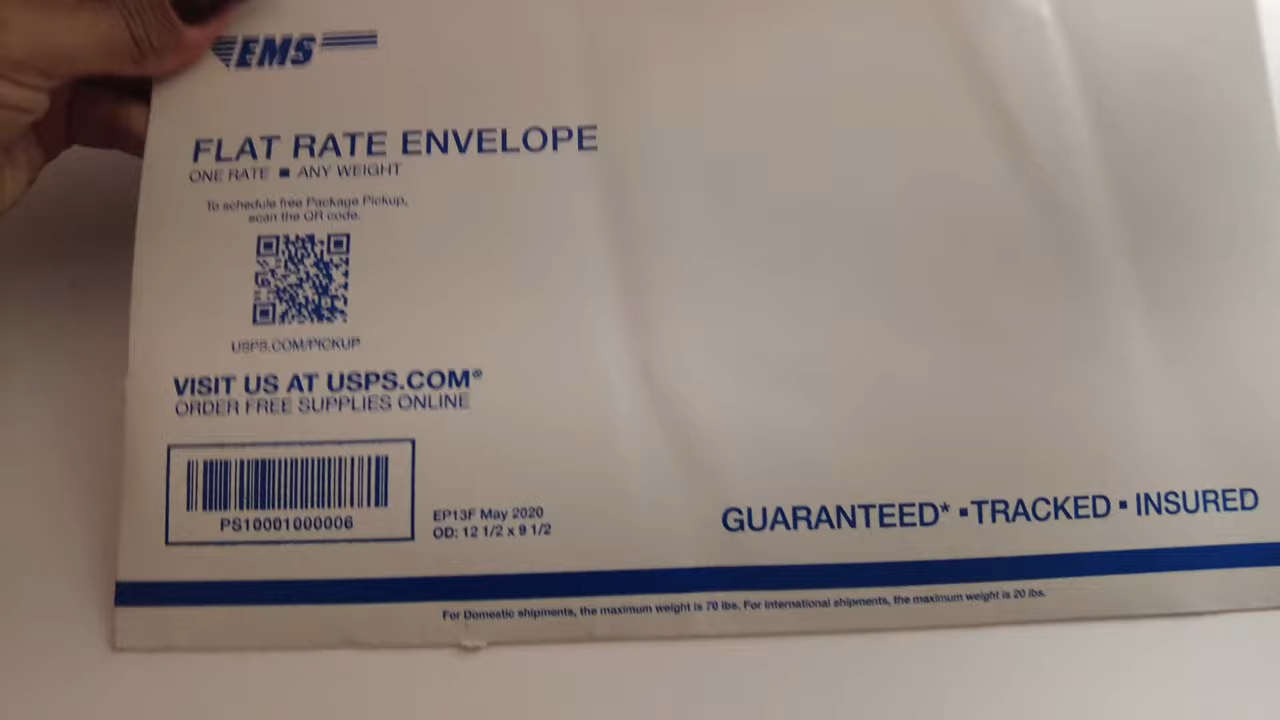 EMS
FLAT RATE ENVELOPE
ONE RATE ■ ANY WEIGHT
To schedule free Package Pickup,
scan the QR code.
USPS.COM/PICKUP
VISIT US AT USPS.COM®
ORDER FREE SUPPLIES ONLINE
PS10001000006
EP13F May 2020
OD: 12 1/2 x 9 1/2
GUARANTEED* ▪ TRACKED ▪ INSURED
For Domestic shipments, the maximum weight is 70 lbs. For international shipments, the maximum weight is 20 lbs.